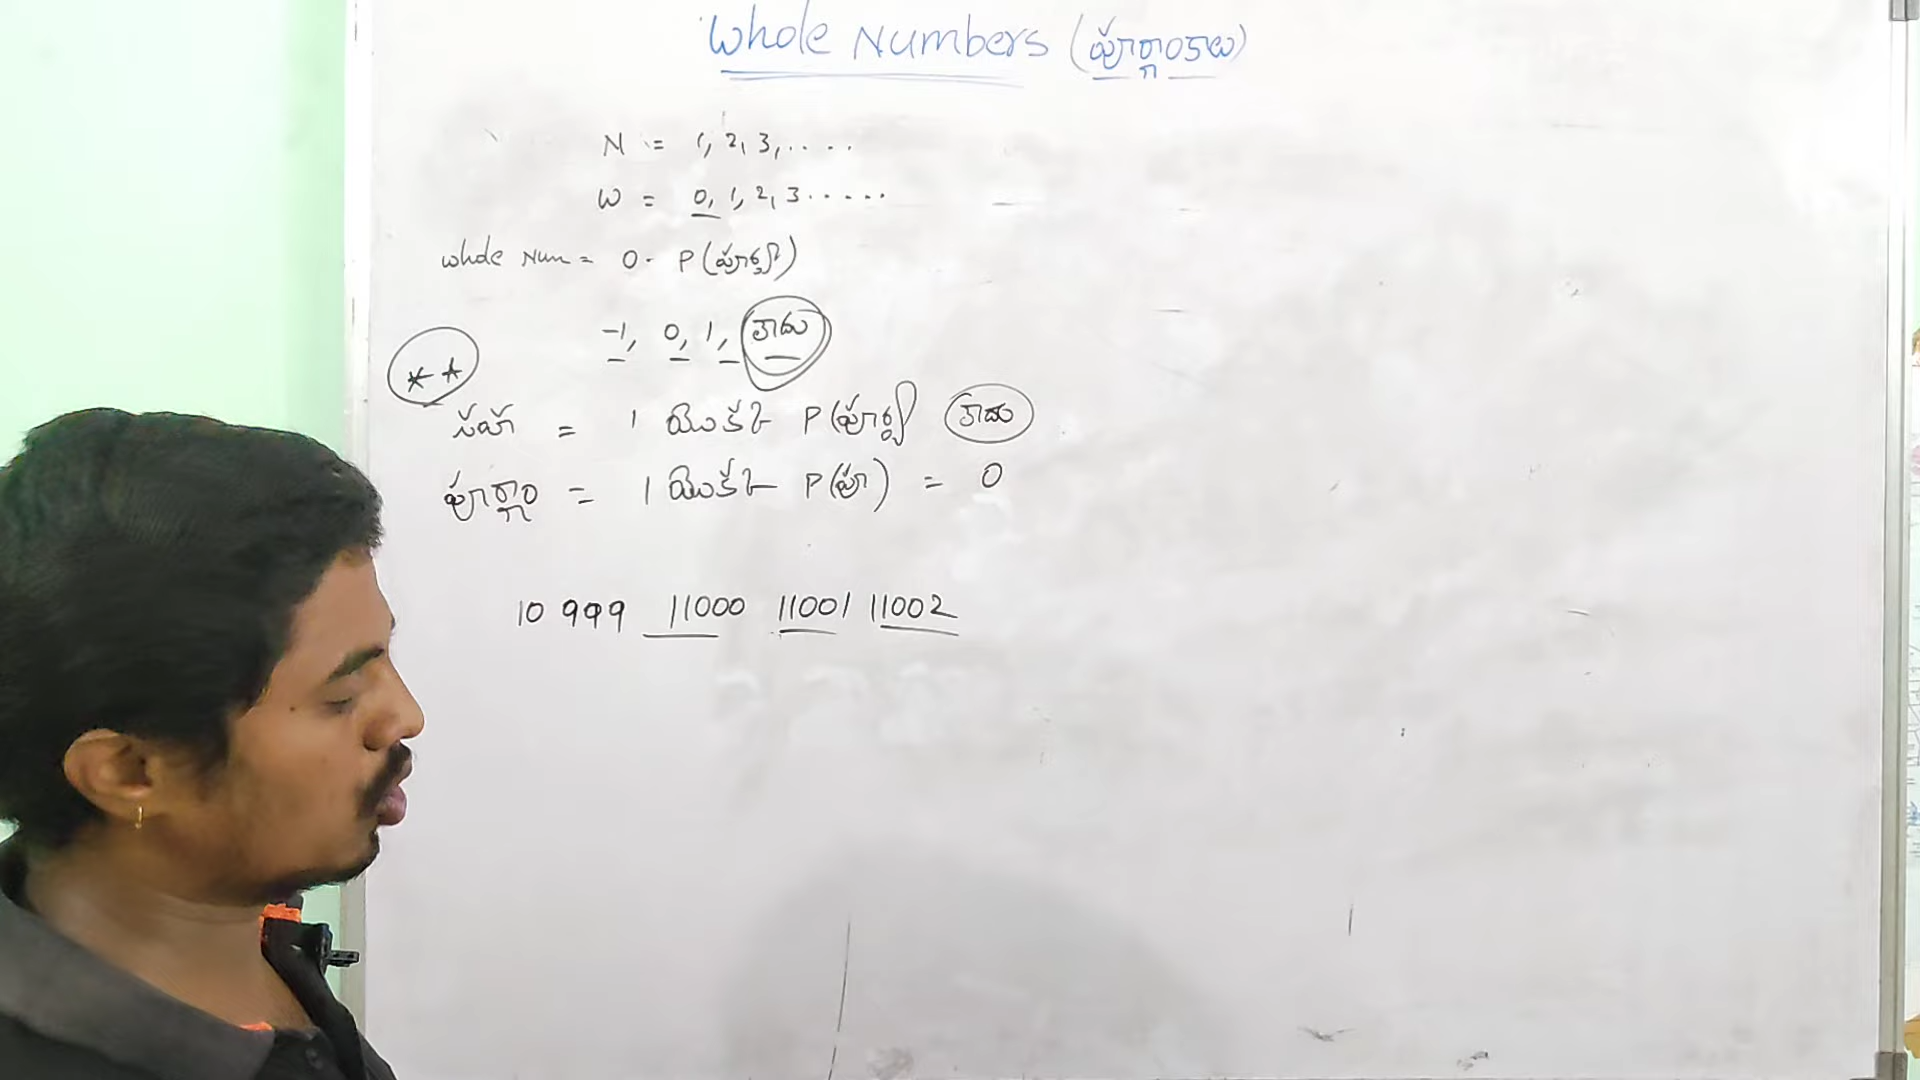 Whole Numbers (పూర్ణాంకాలు)
N = 1, 2, 3, ....
W = 0, 1, 2, 3 .....
whole Num = 0 - P (పూర్వ)
-1, 0, 1, కాదు
** 
సహ = 1 యొక్క P (పూర్వ) కాదు
పూర్ణాం = 1 యొక్క P (పూ) = 0
10 999 11000 11001 11002